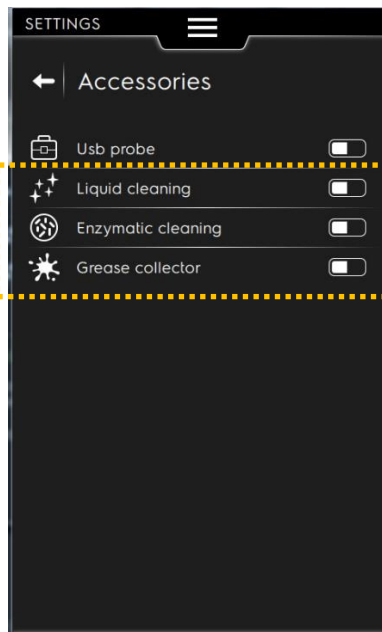 SETTINGS
Accessories
Usb probe
Liquid cleaning
Enzymatic cleaning
Grease collector